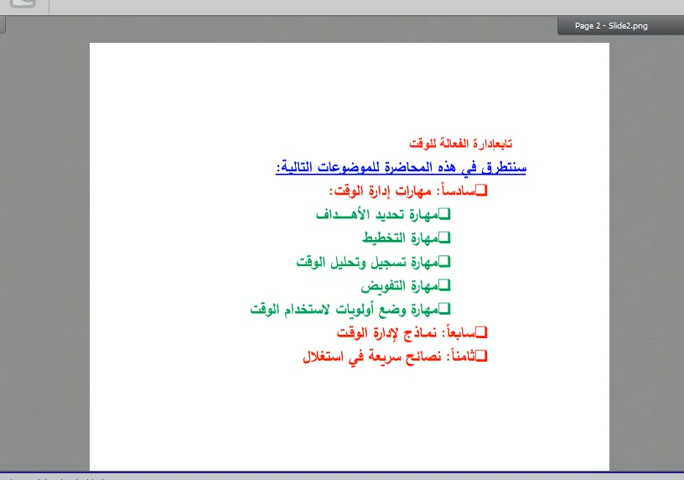 Page 2 - Slide2.png
تابعإدارة الفعالة للوقت
سنتطرق في هذه المحاضرة للموضوعات التالية:
❑سادساً: مهارات إدارة الوقت:
❑مهارة تحديد الأهـــداف
❑مهارة التخطيط
❑مهارة تسجيل وتحليل الوقت
❑مهارة التفويض
❑مهارة وضع أولويات لاستخدام الوقت
❑سابعاً: نماذج لإدارة الوقت
❑ثامناً: نصائح سريعة في استغلال